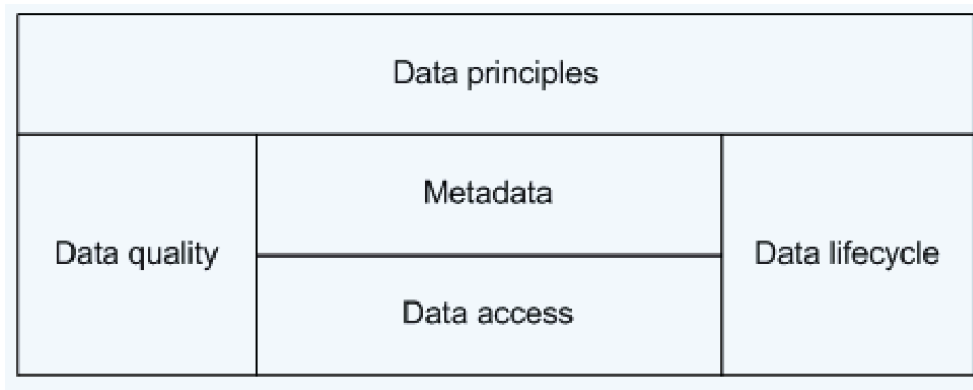 Data principles
Metadata
Data quality
Data lifecycle
Data access